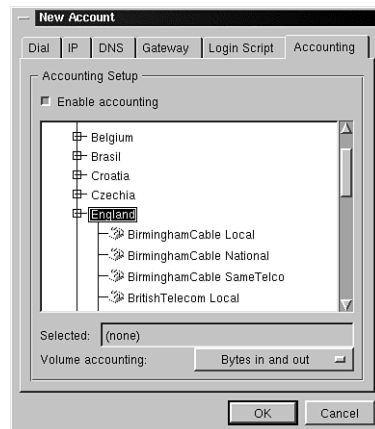 New Account
Dial IP DNS Gateway Login Script Accounting
Accounting Setup
Enable accounting
Belgium
Brasil
Croatia
Czechia
England
BirminghamCable Local
BirminghamCable National
BirminghamCable SameTelco
BritishTelecom Local
Selected: (none)
Volume accounting: Bytes in and out
OK Cancel